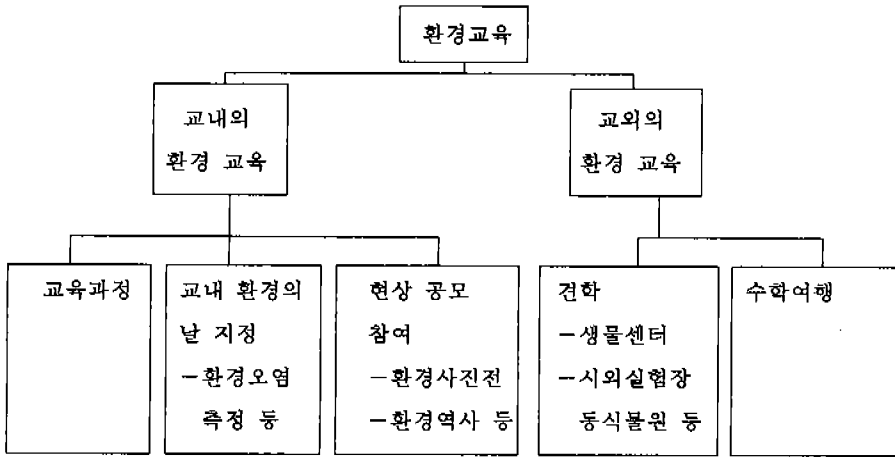 환경교육
교내의
환경 교육
교외의
환경 교육
교육과정
교내 환경의
날 지정
-환경오염
측정 등
현상 공모
참여
-환경사진전
-환경역사 등
견학
-생물센터
-시외실험장
동식물원 등
수학여행